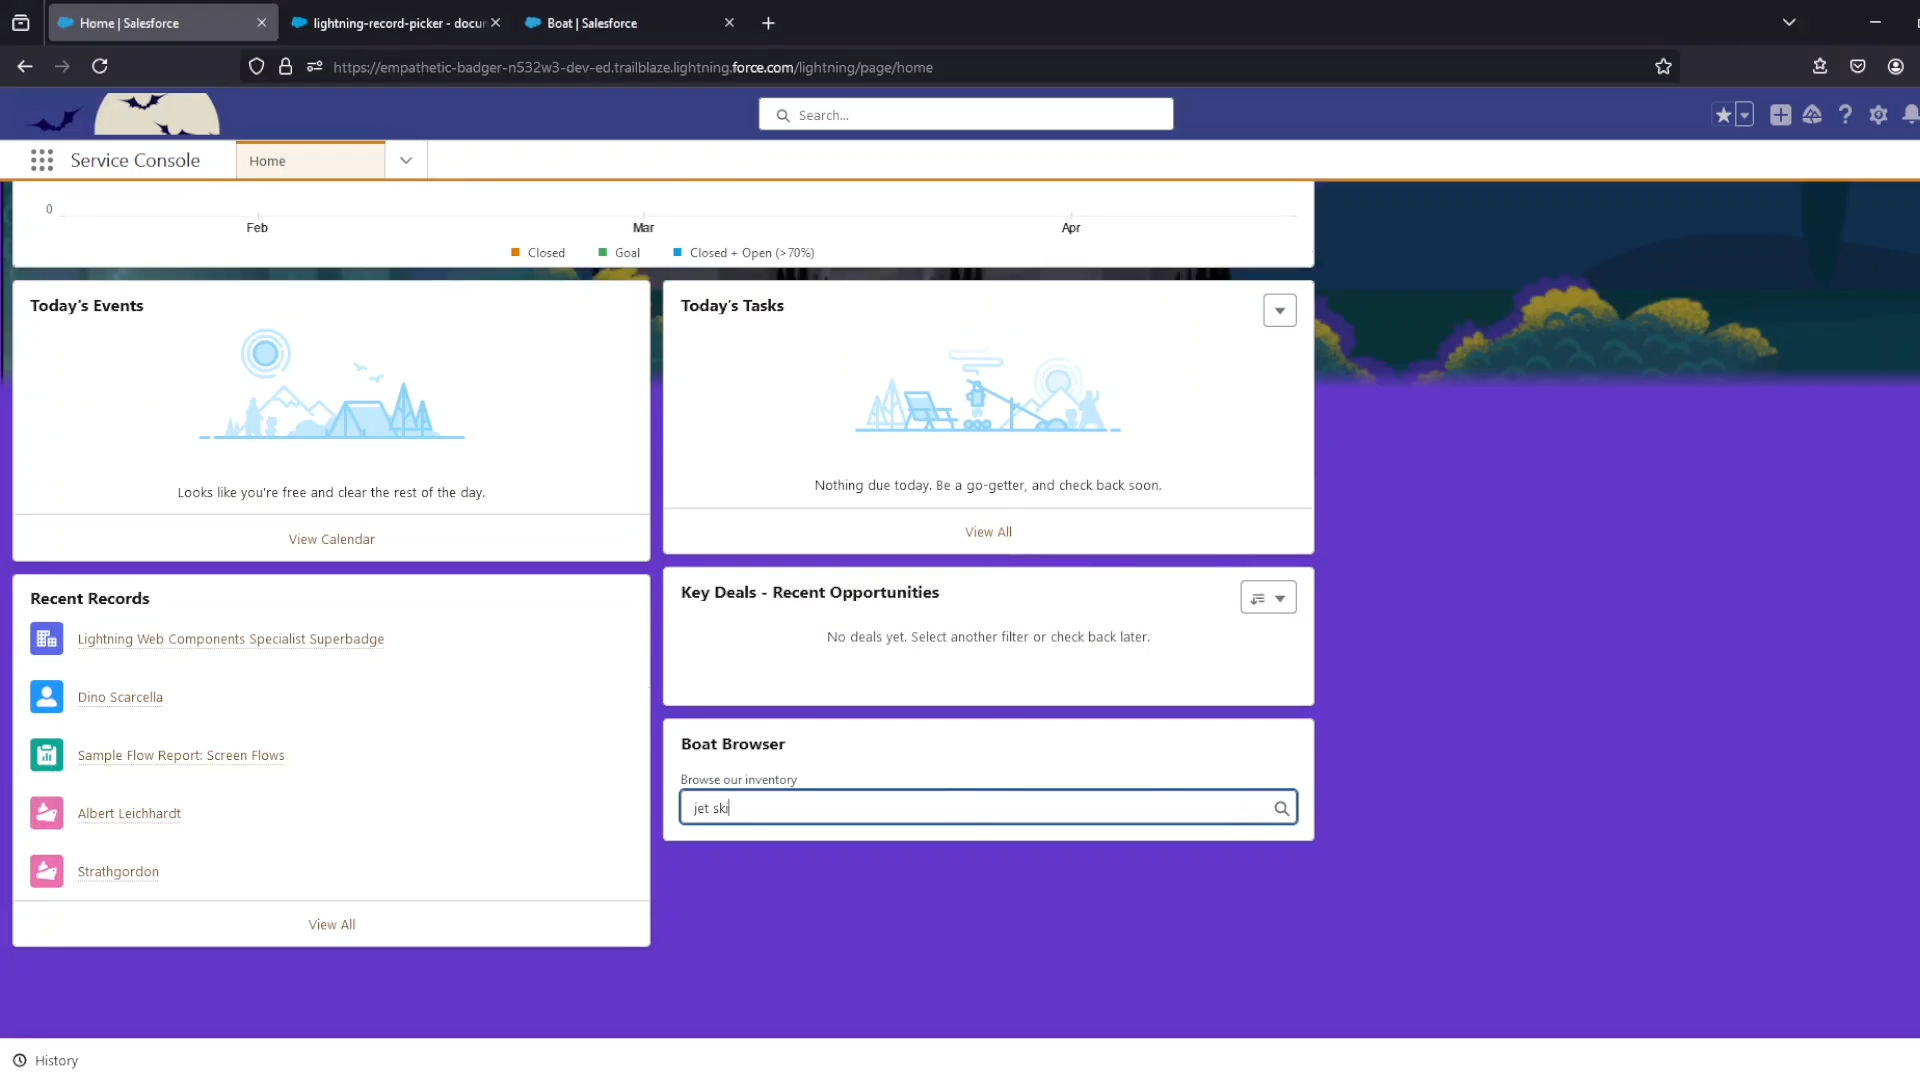 Home | Salesforce
lightning-record-picker - docu
Boat | Salesforce
https://empathetic-badger-n532w3-dev-ed.trailblaze.lightning.force.com/lightning/page/home
Search...
Service Console
Home
0
Feb
Mar
Apr
Closed
Goal
Closed + Open (>70%)
Today's Events
Looks like you're free and clear the rest of the day.
View Calendar
Today's Tasks
Nothing due today. Be a go-getter, and check back soon.
View All
Recent Records
Lightning Web Components Specialist Superbadge
Dino Scarcella
Sample Flow Report: Screen Flows
Albert Leichhardt
Strathgordon
View All
Key Deals - Recent Opportunities
No deals yet. Select another filter or check back later.
Boat Browser
Browse our inventory
jet ski
History